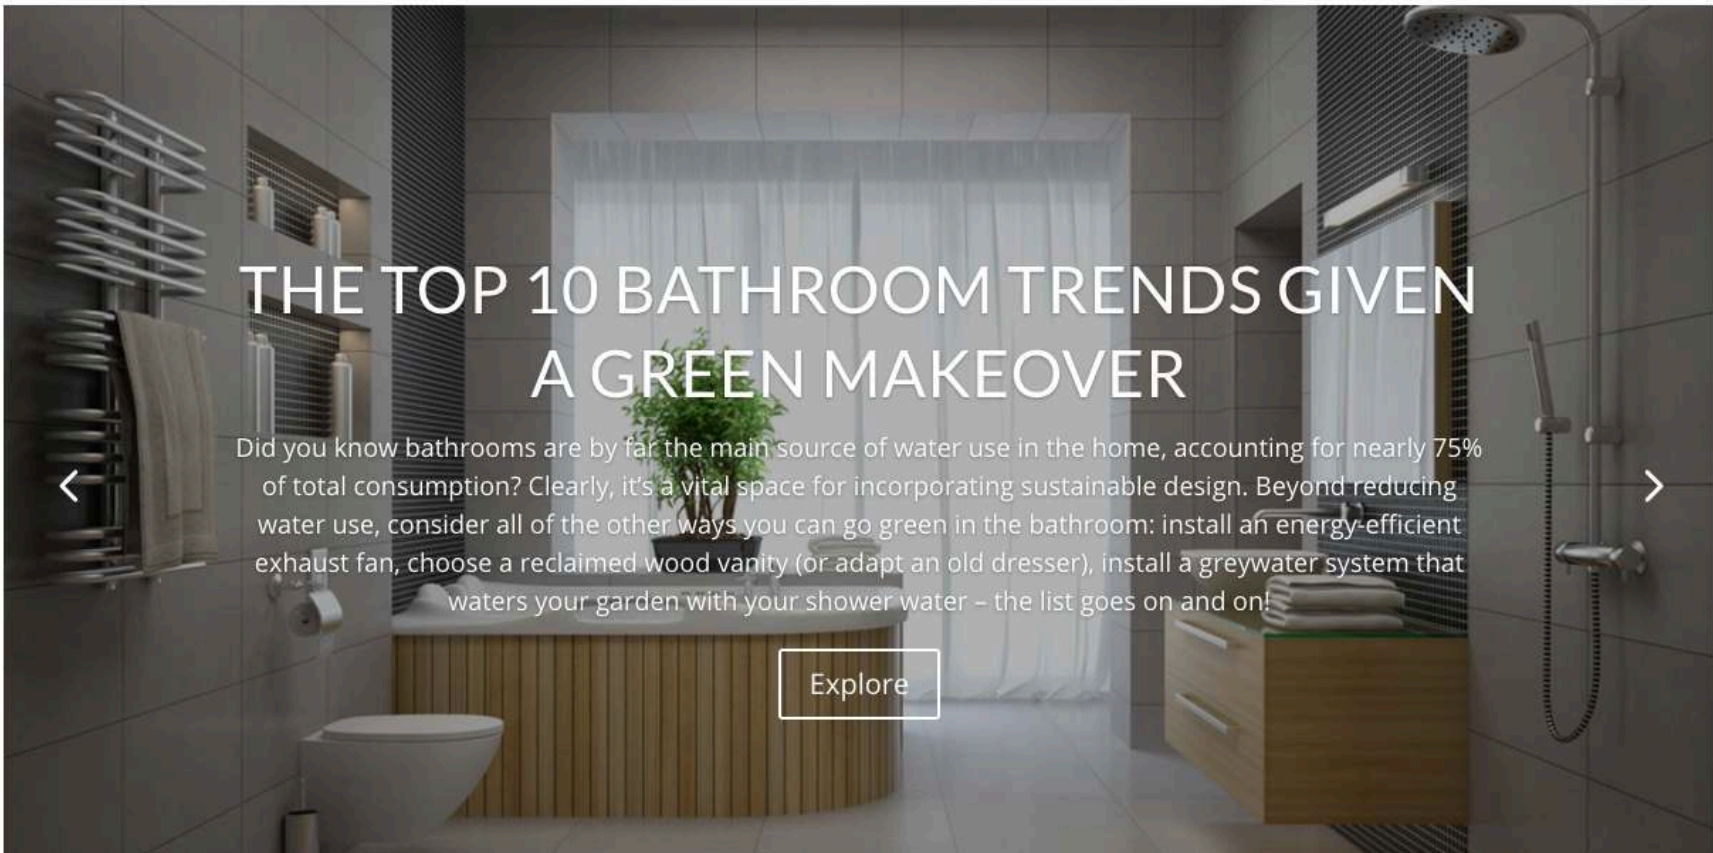 THE TOP 10 BATHROOM TRENDS GIVEN
A GREEN MAKEOVER
Did you know bathrooms are by far the main source of water use in the home, accounting for nearly 75%
of total consumption? Clearly, it’s a vital space for incorporating sustainable design. Beyond reducing
water use, consider all of the other ways you can go green in the bathroom: install an energy-efficient
exhaust fan, choose a reclaimed wood vanity (or adapt an old dresser), install a greywater system that
waters your garden with your shower water – the list goes on and on!
Explore